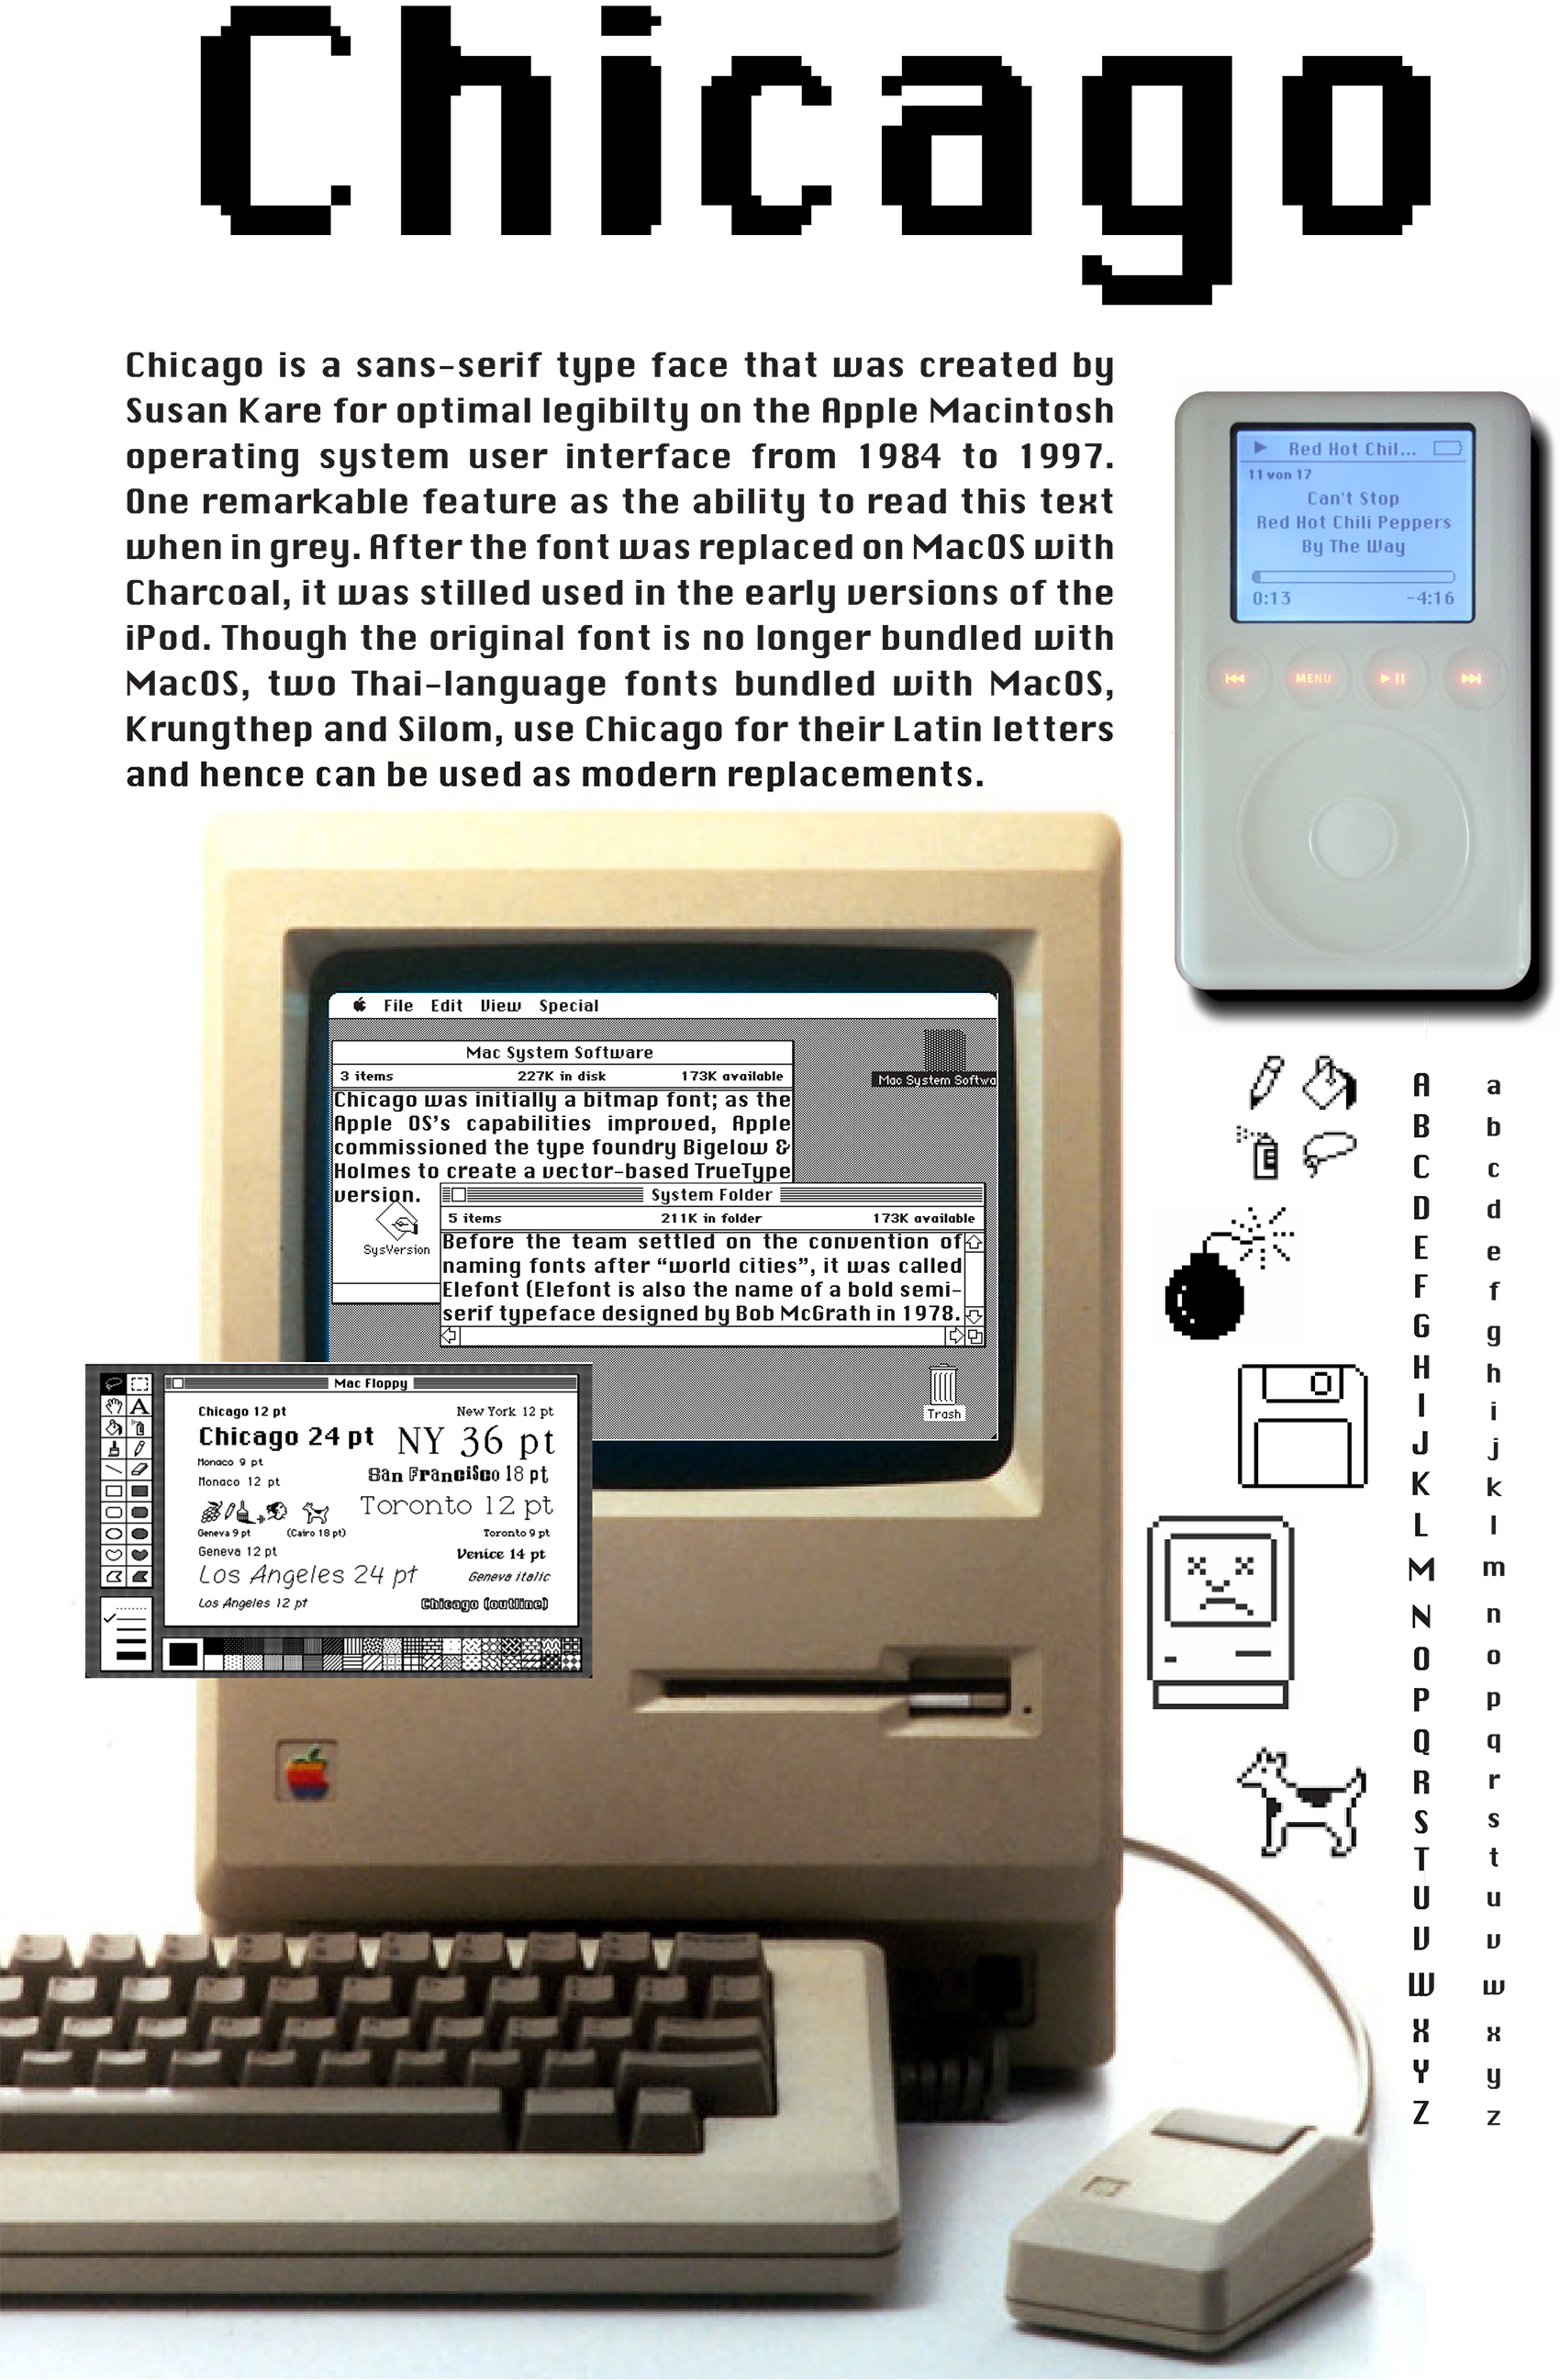 Chicago
Chicago is a sans-serif type face that was created by
Susan Kare for optimal legibilty on the Apple Macintosh
operating system user interface from 1984 to 1997.
One remarkable feature as the ability to read this text
when in grey. After the font was replaced on MacOS with
Charcoal, it was stilled used in the early versions of the
iPod. Though the original font is no longer bundled with
MacOS, two Thai-language fonts bundled with MacOS,
Krungthep and Silom, use Chicago for their Latin letters
and hence can be used as modern replacements.
Red Hot Chil...
11 von 17
Can't Stop
Red Hot Chili Peppers
By The Way
0:13 -4:16
MENU
File Edit View Special
Mac System Software
3 items 227K in disk 173K available
Chicago was initially a bitmap font; as the
Apple OS's capabilities improved, Apple
commissioned the type foundry Bigelow &
Holmes to create a vector-based TrueType
version.
SysVersion
Mac System Softwa
System Folder
5 items 211K in folder 173K available
Before the team settled on the convention of
naming fonts after “world cities”, it was called
Elefont (Elefont is also the name of a bold semi-
serif typeface designed by Bob McGrath in 1978.
Trash
Mac Floppy
A
Chicago 12 pt New York 12 pt
Chicago 24 pt NY 36 pt
Monaco 9 pt
Monaco 12 pt San Francisco 18 pt
Toronto 12 pt
Geneva 9 pt (Cairo 18 pt) Toronto 9 pt
Geneva 12 pt Venice 14 pt
Los Angeles 24 pt Geneva italic
Los Angeles 12 pt Chicago (outline)
A a
B b
C c
D d
E e
F f
G g
H h
I i
J j
K k
L l
M m
N n
O o
P p
Q q
R r
S s
T t
U u
V v
W w
X x
Y y
Z z